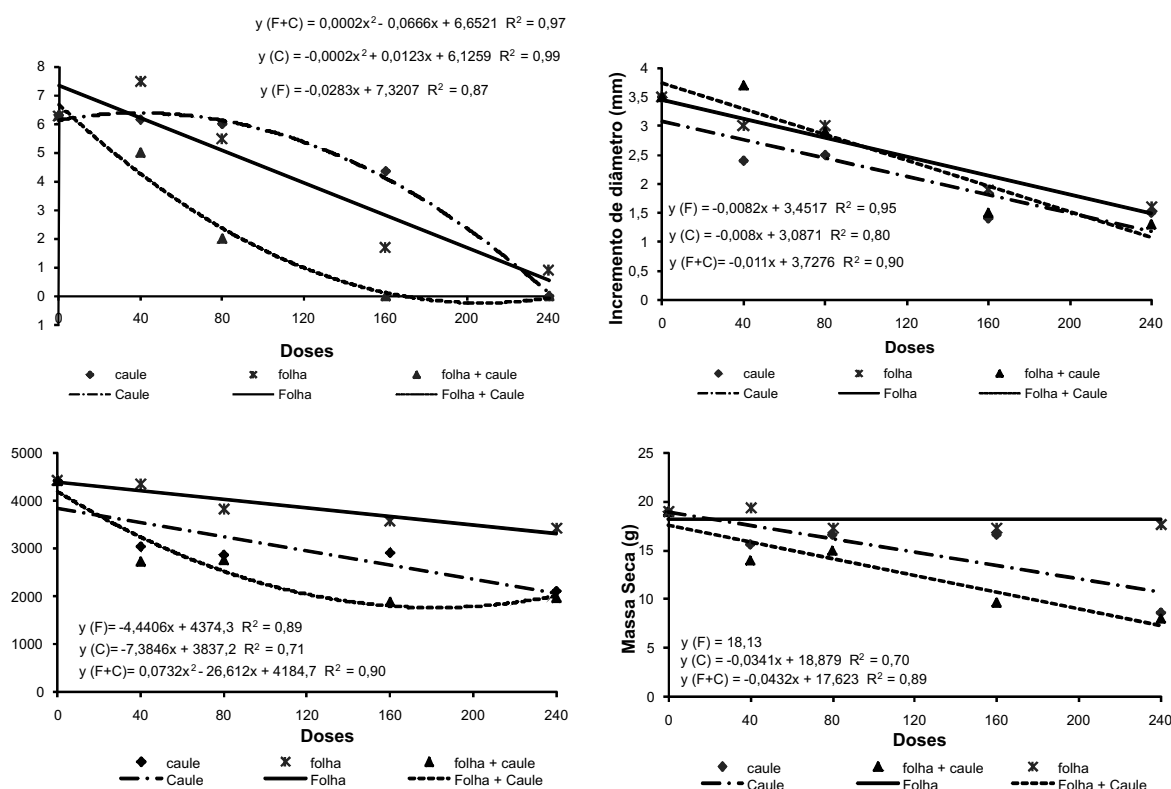 y (F+C) = 0,0002x² - 0,0666x + 6,6521 R² = 0,97
y (C) = -0,0002x² + 0,0123x + 6,1259 R² = 0,99
y (F) = -0,0283x + 7,3207 R² = 0,87
8
7
6
5
4
3
2
1
0
1
0 40 80 120 160 200 240
Doses
caule folha folha + caule
Caule Folha Folha + Caule
Incremento de diâmetro (mm)
4
3,5
3
2,5
2
1,5
1
0,5
0
y (F) = -0,0082x + 3,4517 R² = 0,95
y (C) = -0,008x + 3,0871 R² = 0,80
y (F+C)= -0,011x + 3,7276 R² = 0,90
0 40 80 120 160 200 240
Doses
caule folha folha + caule
Caule Folha Folha + Caule
5000
4000
3000
2000
1000
0
y (F)= -4,4406x + 4374,3 R² = 0,89
y (C)= -7,3846x + 3837,2 R² = 0,71
y (F+C)= 0,0732x² - 26,612x + 4184,7 R² = 0,90
0 40 80 120 160 200 240
Doses
caule folha folha + caule
Caule Folha Folha + Caule
Massa Seca (g)
25
20
15
10
5
0
y (F) = 18,13
y (C) = -0,0341x + 18,879 R² = 0,70
y (F+C) = -0,0432x + 17,623 R² = 0,89
0 40 80 120 160 200 240
Doses
caule folha + caule folha
Caule Folha Folha + Caule